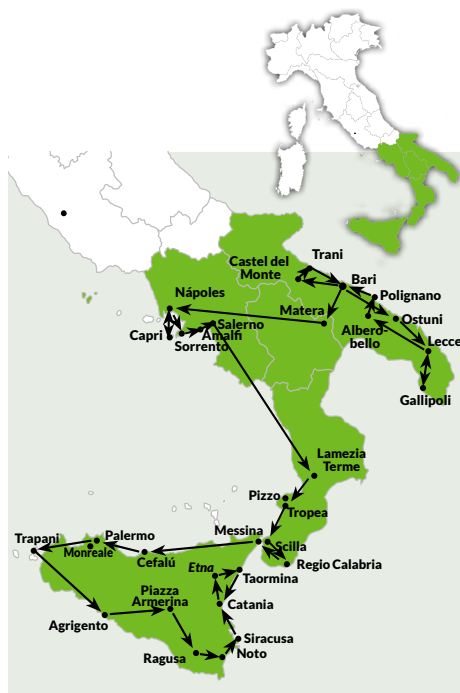 Trani
Castel del
Monte
Bari
Nápoles
Polignano
Matera
Ostuni
Salerno
Albero-
bello
Capri
Amalfi
Sorrento
Lecce
Gallipoli
Lamezia
Terme
Pizzo
Tropea
Messina
Trapani
Palermo
Scilla
Monreale
Cefalú
Etna
Regio Calabria
Taormina
Piazza
Armerina
Catania
Agrigento
Siracusa
Ragusa
Noto